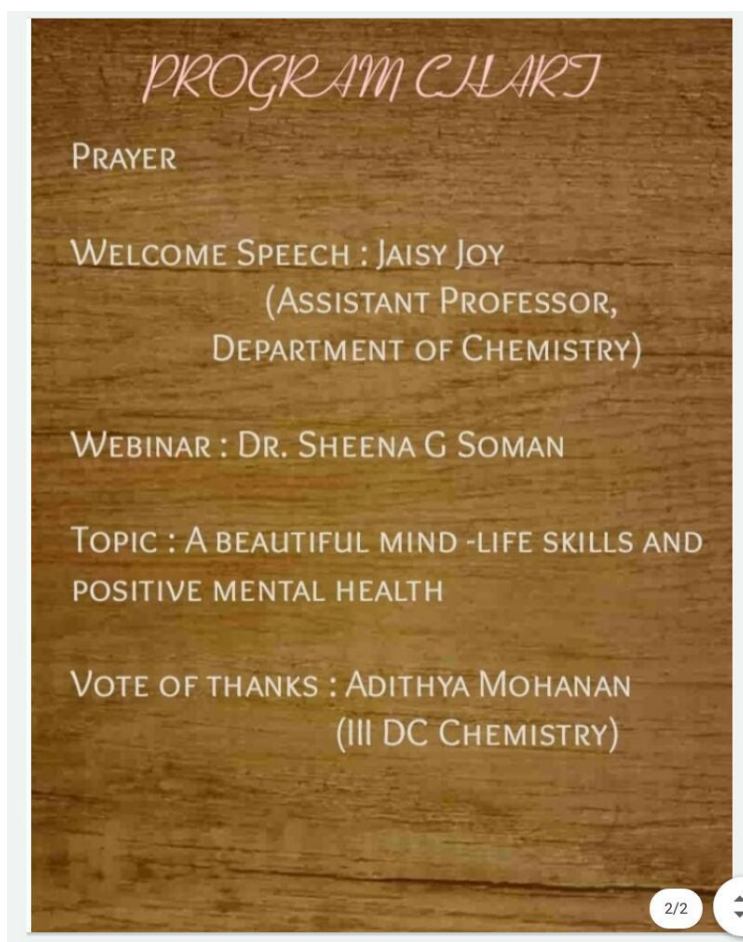 PROGRAM CHART
PRAYER
WELCOME SPEECH : JAISY JOY
(ASSISTANT PROFESSOR,
DEPARTMENT OF CHEMISTRY)
WEBINAR : DR. SHEENA G SOMAN
TOPIC : A BEAUTIFUL MIND -LIFE SKILLS AND
POSITIVE MENTAL HEALTH
VOTE OF THANKS : ADITHYA MOHANAN
(III DC CHEMISTRY)
2/2